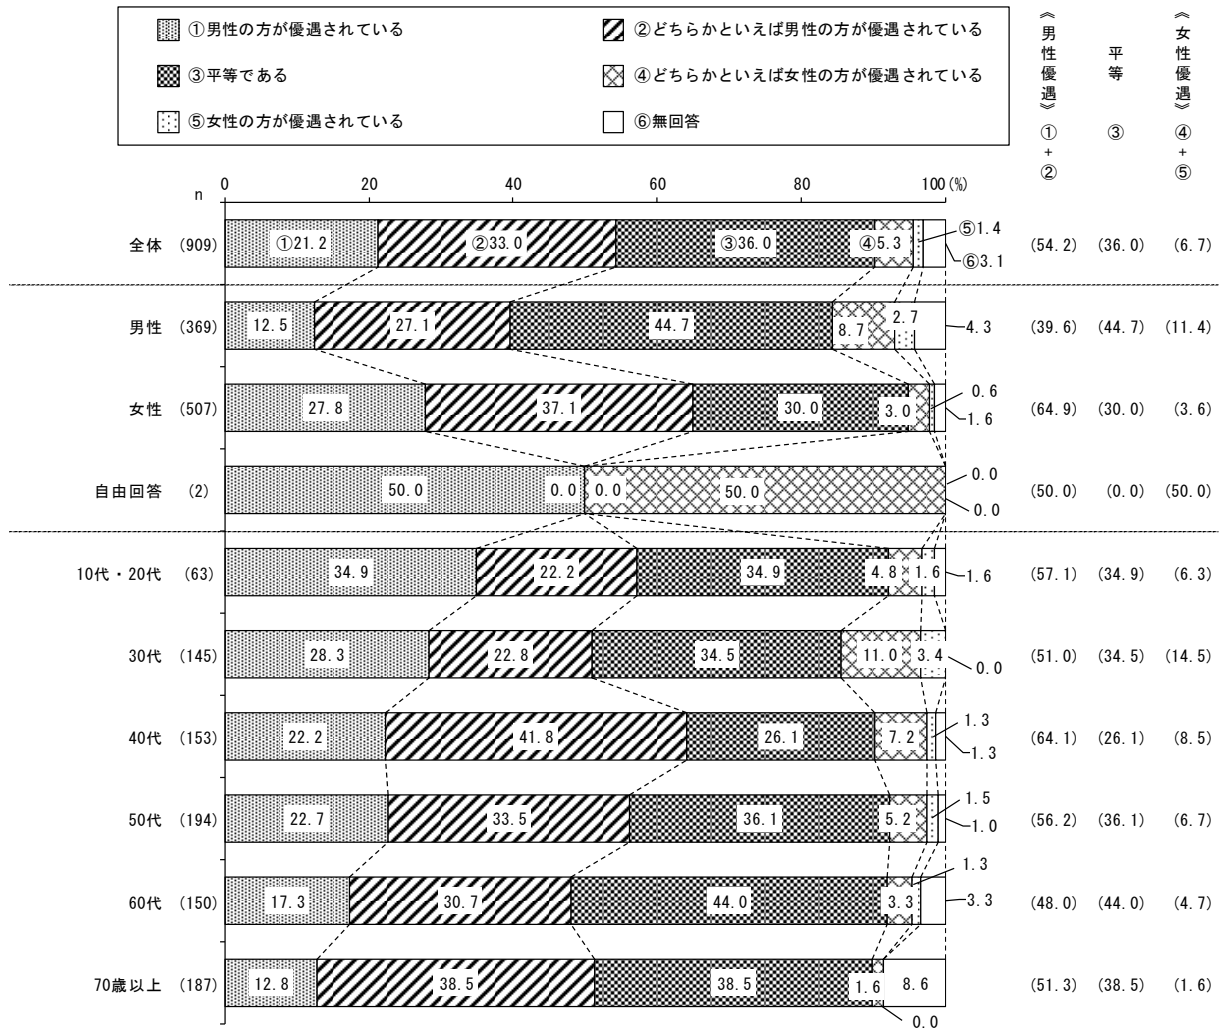 ①男性の方が優遇されている ②どちらかといえば男性の方が優遇されている
③平等である ④どちらかといえば女性の方が優遇されている
⑤女性の方が優遇されている ⑥無回答
《男性優遇》①+②
平等 ③
《女性優遇》④+⑤
n 0 20 40 60 80 100(%)
全体 (909) ①21.2 ②33.0 ③36.0 ④5.3 ⑤1.4 ⑥3.1 (54.2) (36.0) (6.7)
男性 (369) 12.5 27.1 44.7 8.7 2.7 4.3 (39.6) (44.7) (11.4)
女性 (507) 27.8 37.1 30.0 3.0 0.6 1.6 (64.9) (30.0) (3.6)
自由回答 (2) 50.0 0.0 0.0 50.0 0.0 0.0 (50.0) (0.0) (50.0)
10代・20代 (63) 34.9 22.2 34.9 4.8 1.6 1.6 (57.1) (34.9) (6.3)
30代 (145) 28.3 22.8 34.5 11.0 3.4 0.0 (51.0) (34.5) (14.5)
40代 (153) 22.2 41.8 26.1 7.2 1.3 1.3 (64.1) (26.1) (8.5)
50代 (194) 22.7 33.5 36.1 5.2 1.5 1.0 (56.2) (36.1) (6.7)
60代 (150) 17.3 30.7 44.0 3.3 1.3 3.3 (48.0) (44.0) (4.7)
70歳以上 (187) 12.8 38.5 38.5 1.6 0.0 8.6 (51.3) (38.5) (1.6)